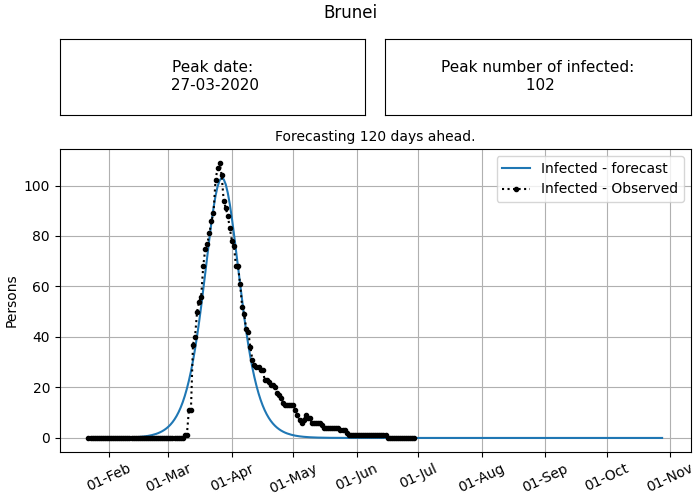 Brunei
Peak date:
27-03-2020
Peak number of infected:
102
Forecasting 120 days ahead.
Infected - forecast
Infected - Observed
Persons
100
80
60
40
20
0
01-Feb
01-Mar
01-Apr
01-May
01-Jun
01-Jul
01-Aug
01-Sep
01-Oct
01-Nov